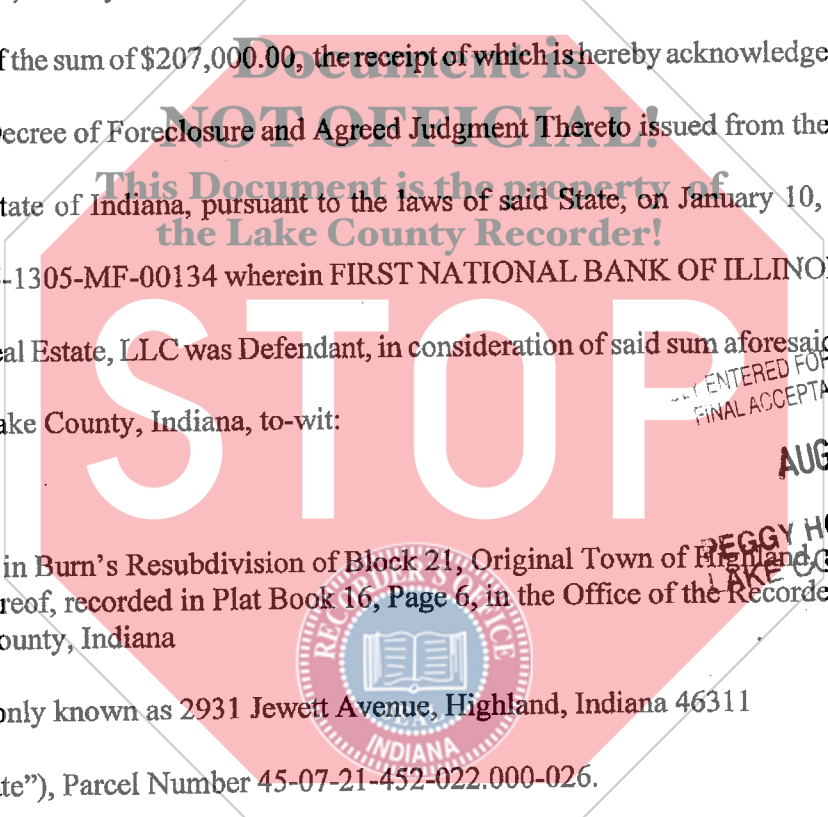 f the sum of $207,000.00, the receipt of which is hereby acknowledge
Document is
NOT OFFICIAL!
ecree of Foreclosure and Agreed Judgment Thereto issued from the
This Document is the property of
tate of Indiana, pursuant to the laws of said State, on January 10,
the Lake County Recorder!
-1305-MF-00134 wherein FIRST NATIONAL BANK OF ILLINO
STOP
eal Estate, LLC was Defendant, in consideration of said sum aforesaid
ENTERED FOR
FINAL ACCEPTA
ake County, Indiana, to-wit:
AUG
PEGGY HO
LAKE CO
in Burn's Resubdivision of Block 21, Original Town of Highland,
reof, recorded in Plat Book 16, Page 6, in the Office of the Recorde
ounty, Indiana
RECORDER'S OFFICE
SEAL
INDIANA
only known as 2931 Jewett Avenue, Highland, Indiana 46311
te"), Parcel Number 45-07-21-452-022.000-026.